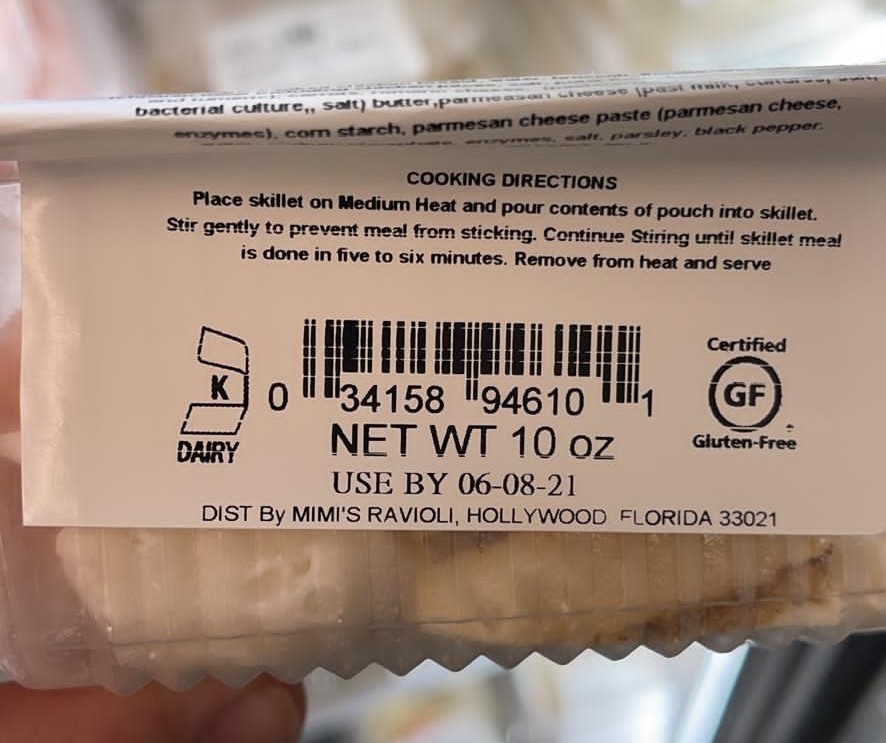 bacterial culture,, salt) butter, parmeasan cheese (past milk,
enzymes), corn starch, parmesan cheese paste (parmesan cheese,
enzymes, salt, parsley, black pepper.
COOKING DIRECTIONS
Place skillet on Medium Heat and pour contents of pouch into skillet.
Stir gently to prevent meal from sticking. Continue Stiring until skillet meal
is done in five to six minutes. Remove from heat and serve
K
DAIRY
0 34158 94610 1
NET WT 10 oz
USE BY 06-08-21
DIST By MIMI'S RAVIOLI, HOLLYWOOD FLORIDA 33021
Certified
GF
Gluten-Free